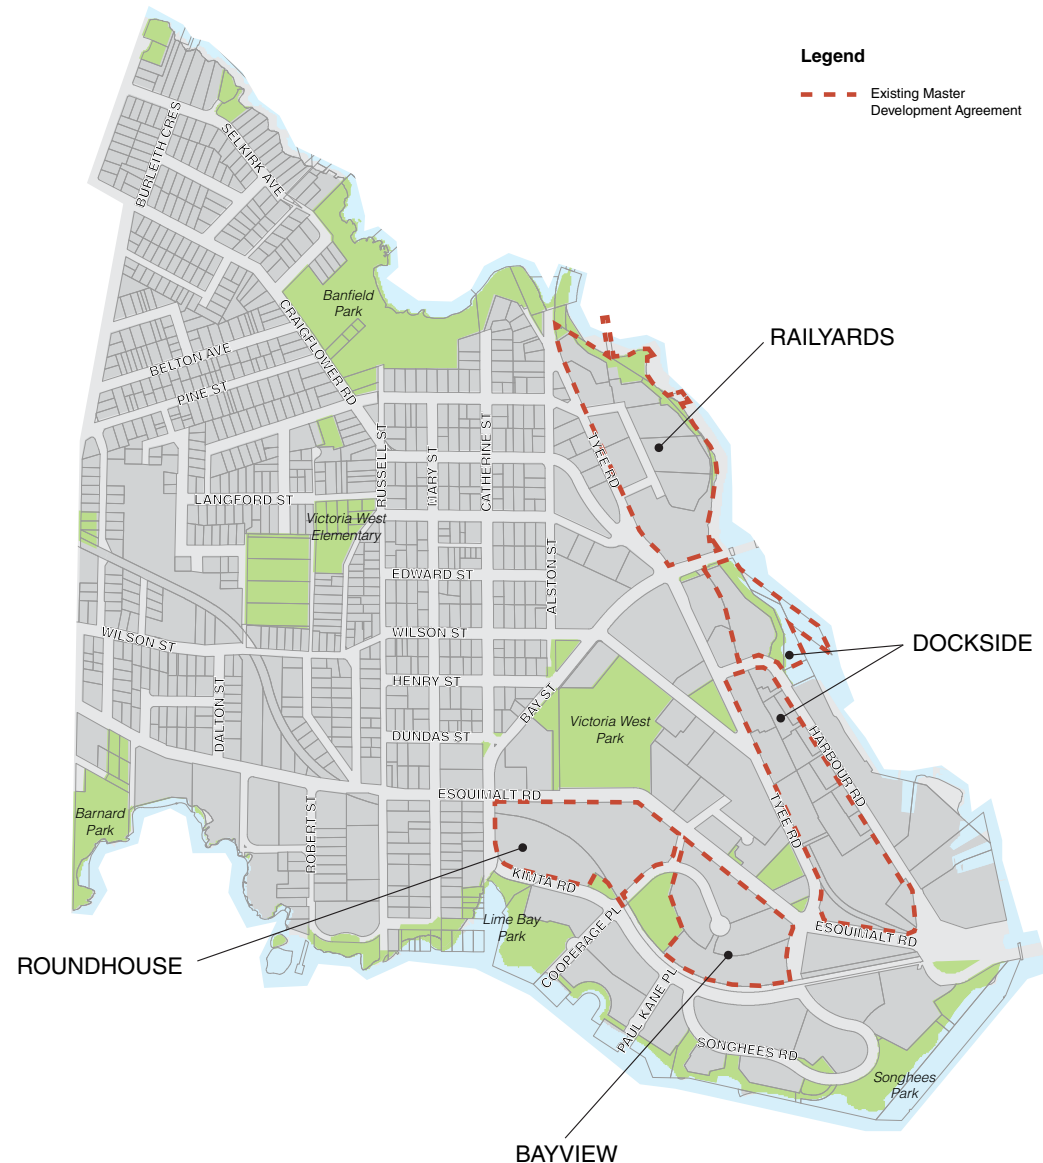 Legend
Existing Master
Development Agreement
BURLEITH CRES
SELKIRK AVE
Banfield
Park
CRAIGFLOWER RD
RAILYARDS
BELTON AVE
PINE ST
TYEE RD
RUSSELL ST
MARY ST
CATHERINE ST
LANGFORD ST
Victoria West
Elementary
EDWARD ST
ALSTON ST
WILSON ST
WILSON ST
DOCKSIDE
HENRY ST
DALTON ST
BAY ST
Victoria West
Park
DUNDAS ST
HARBOUR RD
ESQUIMALT RD
TYEE RD
Barnard
Park
ROBERT ST
KIMTA RD
Lime Bay
Park
COOPERAGE PL
ESQUIMALT RD
ROUNDHOUSE
PAUL KANE PL
SONGHEES RD
Songhees
Park
BAYVIEW